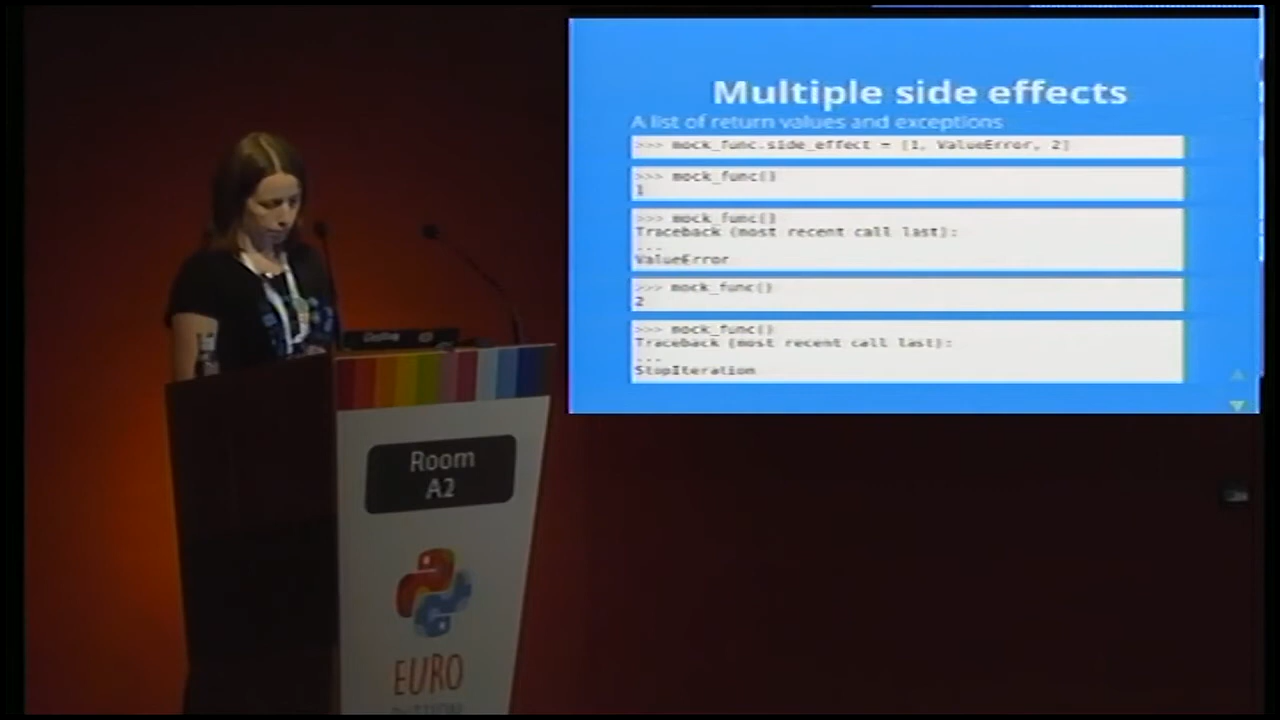 Multiple side effects
A list of return values and exceptions
>>> mock_func.side_effect = [1, ValueError, 2]
>>> mock_func()
1
>>> mock_func()
Traceback (most recent call last):
...
ValueError
>>> mock_func()
2
>>> mock_func()
Traceback (most recent call last):
...
StopIteration
Room
A2
EURO